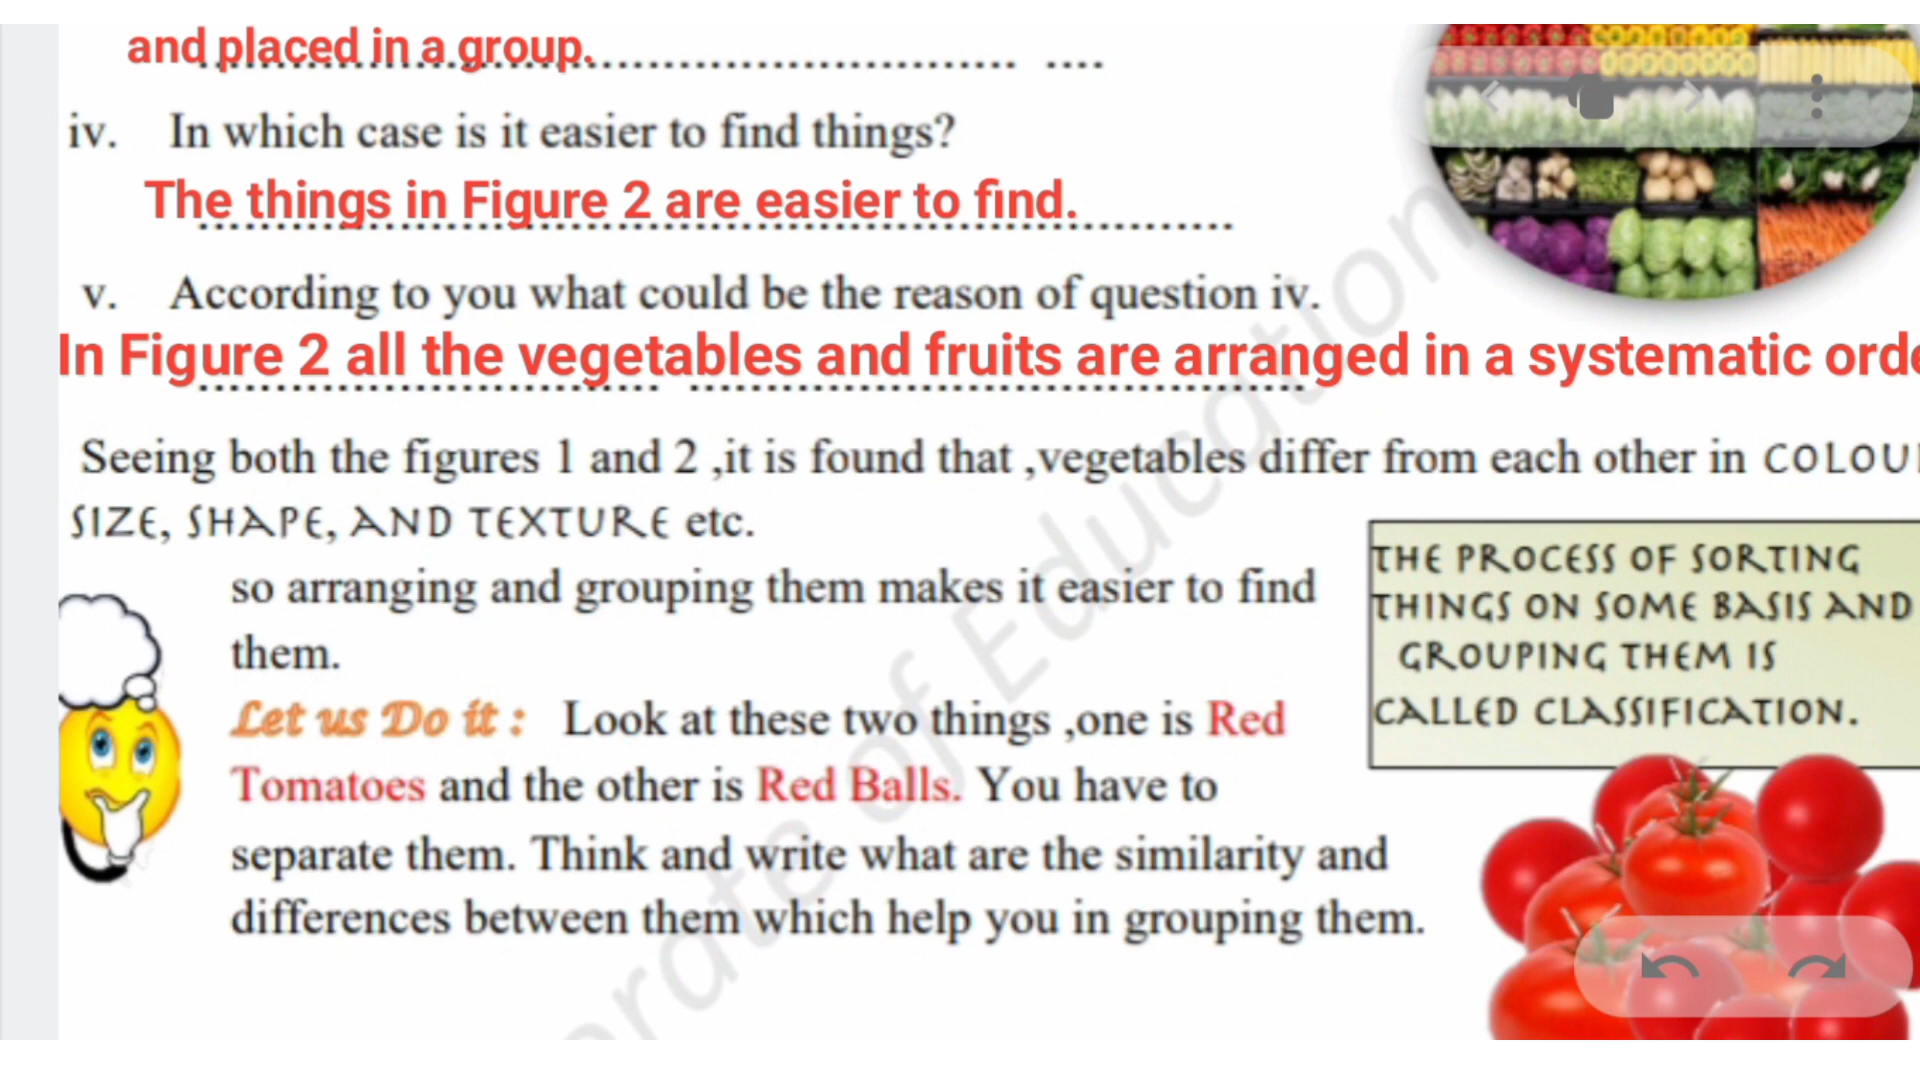 and placed in a group.
iv. In which case is it easier to find things?
The things in Figure 2 are easier to find.
v. According to you what could be the reason of question iv.
In Figure 2 all the vegetables and fruits are arranged in a systematic
Seeing both the figures 1 and 2 ,it is found that ,vegetables differ from each other in
SIZE, SHAPE, AND TEXTURE etc.
so arranging and grouping them makes it easier to find
them.
THE PROCESS OF SORTING
THINGS ON SOME BASIS AND
GROUPING THEM IS
CALLED CLASSIFICATION.
Let us Do it : Look at these two things ,one is Red
Tomatoes and the other is Red Balls. You have to
separate them. Think and write what are the similarity and
differences between them which help you in grouping them.
of Education